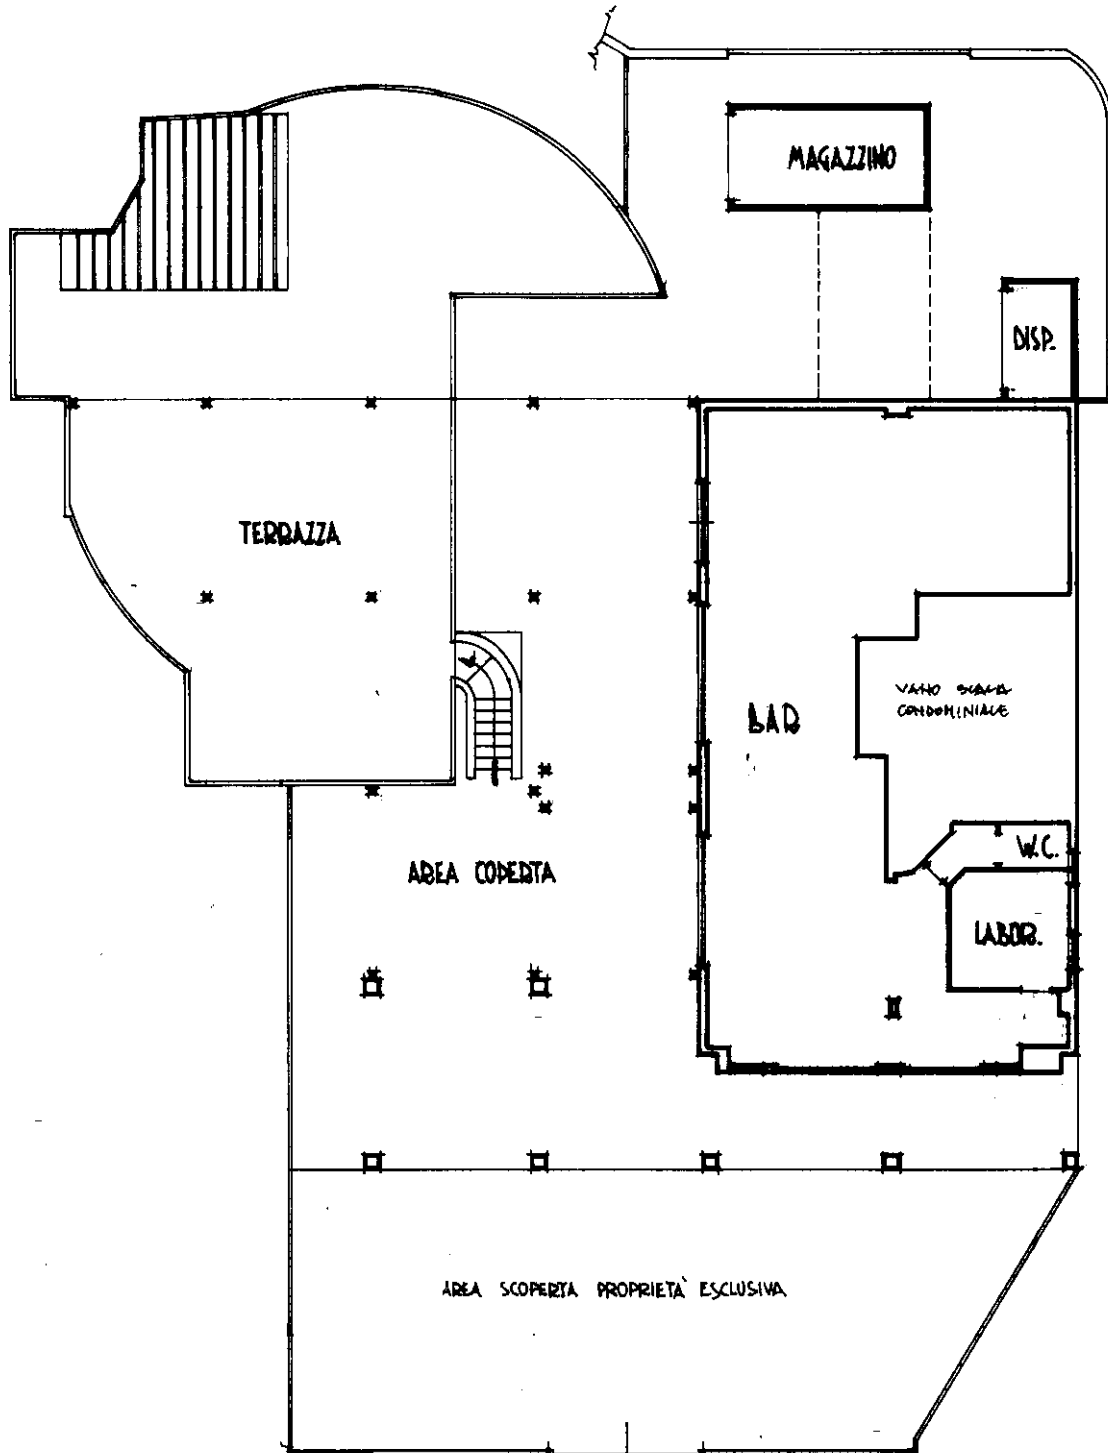 MAGAZZINO
DISP.
TERRAZZA
VANO SCALA
CONDOMINIALE
BAR
W.C.
AREA COPERTA
LABOR.
AREA SCOPERTA PROPRIETÀ ESCLUSIVA